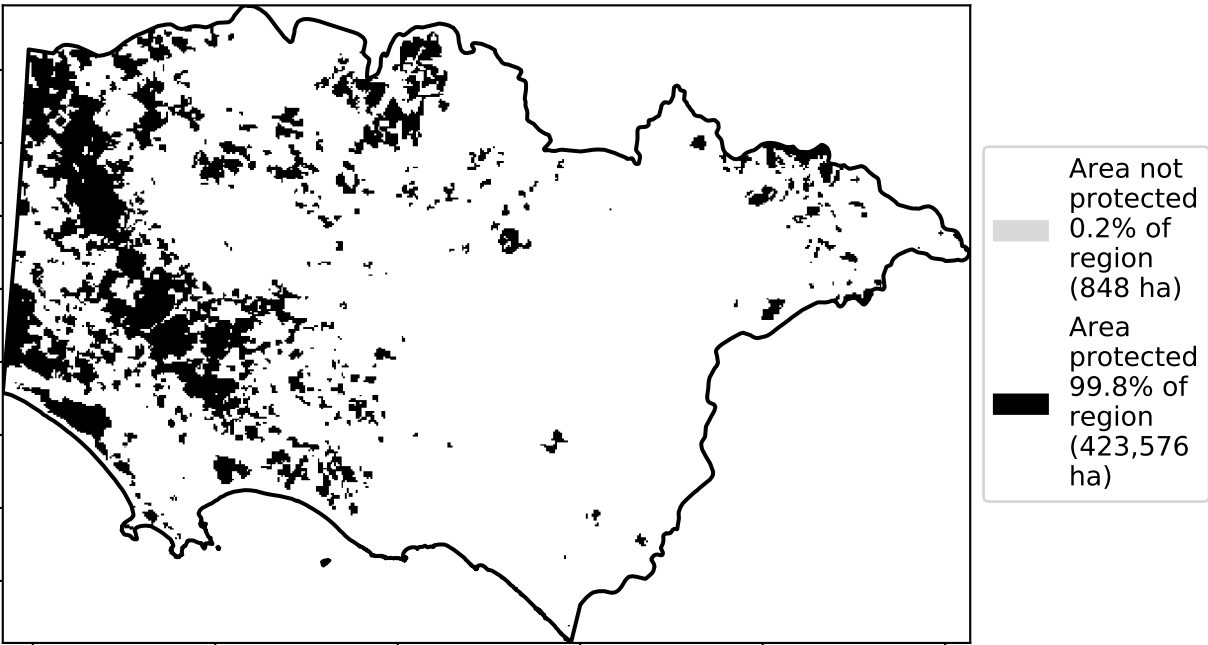 Area not
protected
0.2% of
region
(848 ha)
Area
protected
99.8% of
region
(423,576
ha)